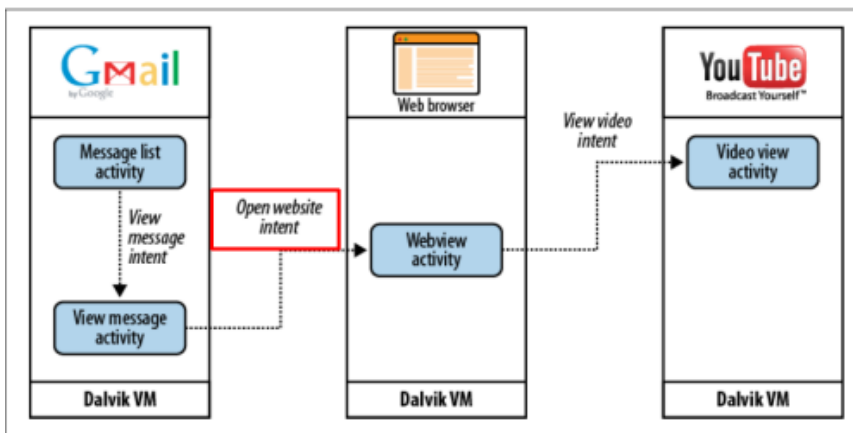 Gmail
by Google
Message list
activity
View
message
intent
View message
activity
Dalvik VM
Open website
intent
Web browser
Webview
activity
Dalvik VM
View video
intent
YouTube
Broadcast Yourself™
Video view
activity
Dalvik VM